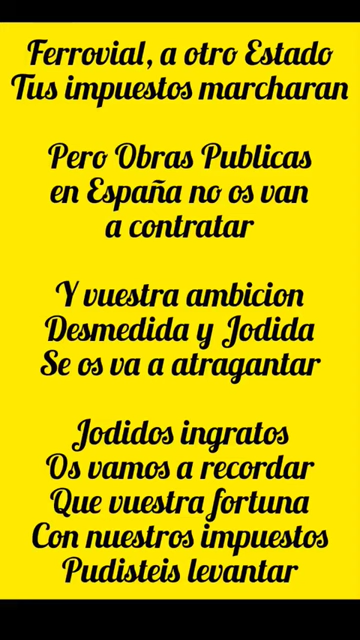 Ferrovial, a otro Estado
Tus impuestos marcharan
Pero Obras Publicas
en España no os van
a contratar
Y vuestra ambicion
Desmedida y Jodida
Se os va a atragantar
Jodidos ingratos
Os vamos a recordar
Que vuestra fortuna
Con nuestros impuestos
Pudisteis levantar